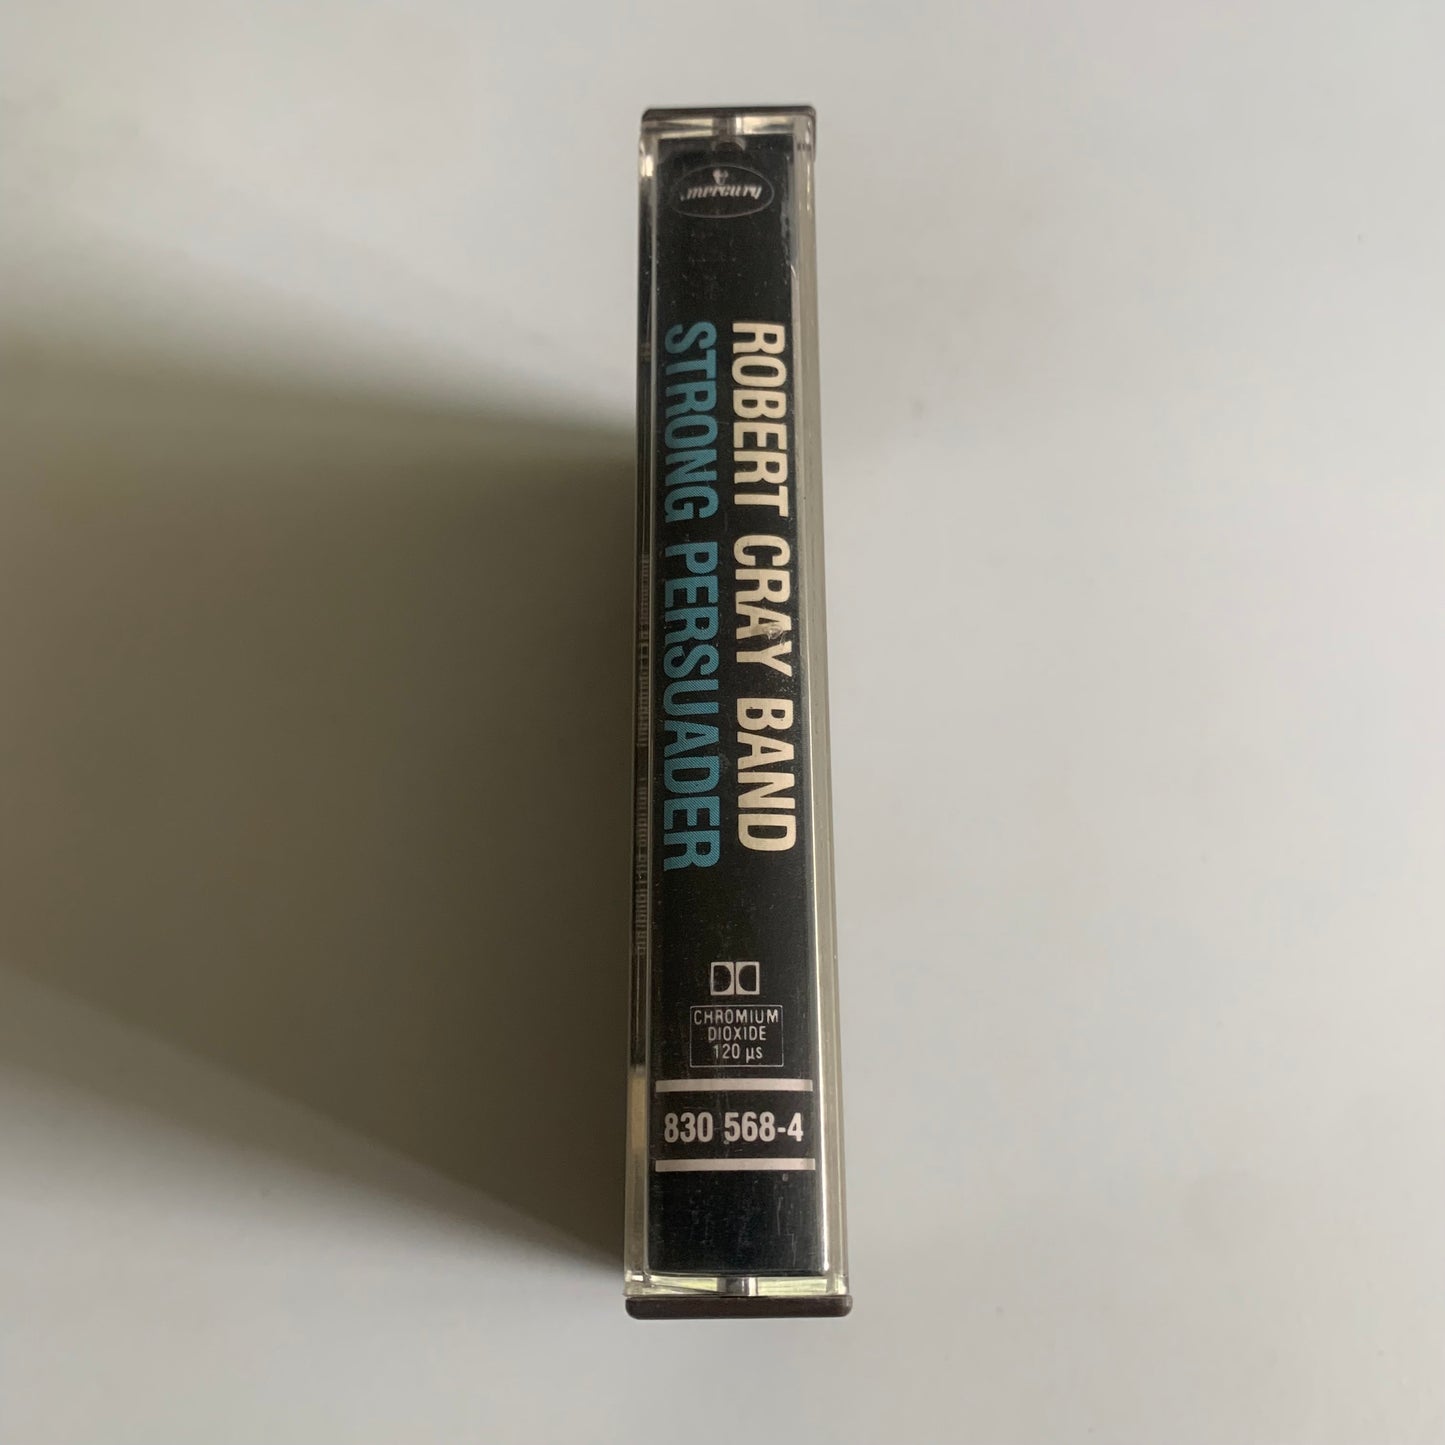 mercury
ROBERT CRAY BAND
STRONG PERSUADER
CHROMIUM
DIOXIDE
120 µs
830 568-4